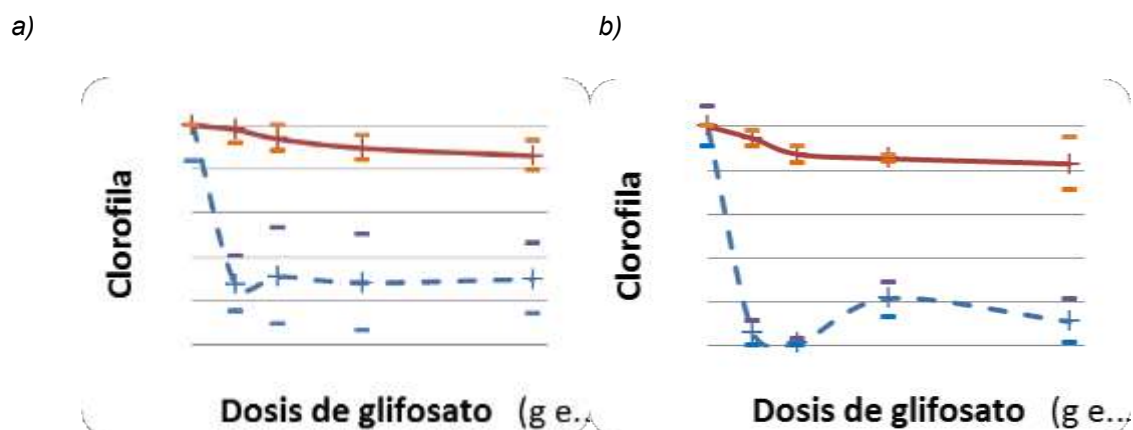 a)
b)
Clorofila
Clorofila
Dosis de glifosato (g e...
Dosis de glifosato (g e...